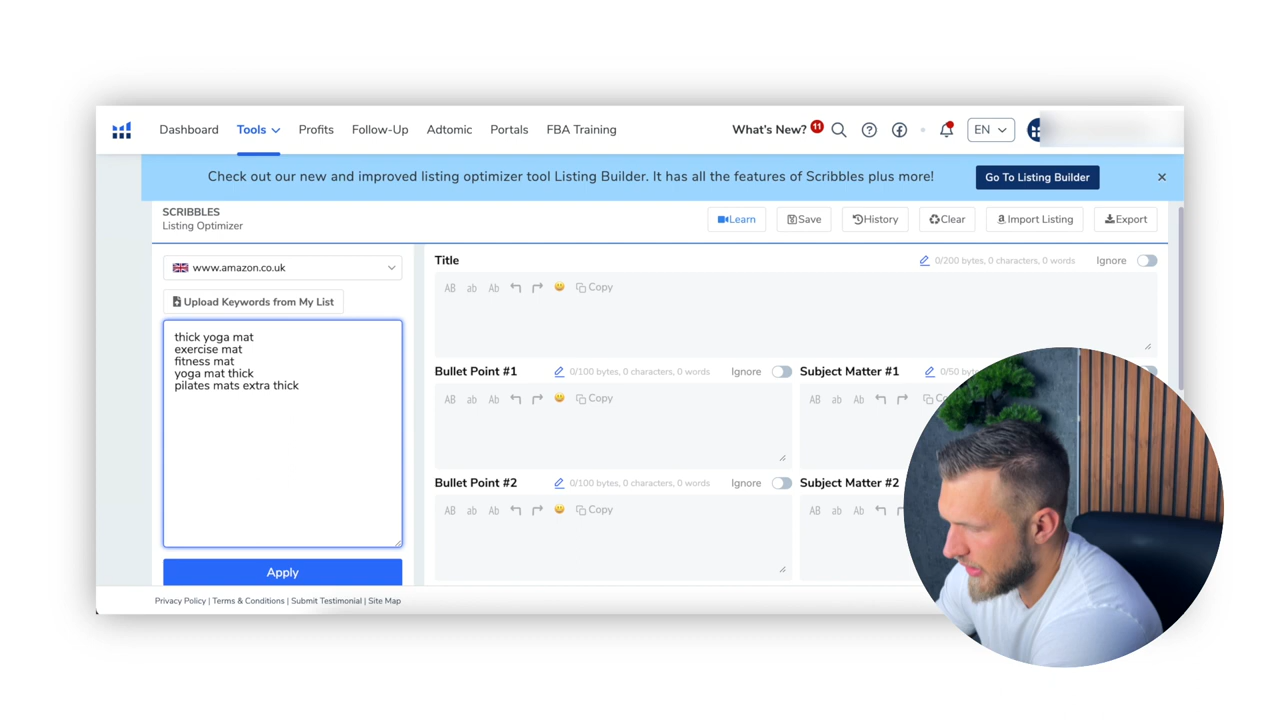 Dashboard Tools Profits Follow-Up Adtomic Portals FBA Training What's New? 11 EN
Check out our new and improved listing optimizer tool Listing Builder. It has all the features of Scribbles plus more! Go To Listing Builder
SCRIBBLES
Listing Optimizer
Learn Save History Clear Import Listing Export
www.amazon.co.uk
Upload Keywords from My List
thick yoga mat
exercise mat
fitness mat
yoga mat thick
pilates mats extra thick
Apply
Title 0/200 bytes, 0 characters, 0 words Ignore
AB ab Ab Copy
Bullet Point #1 0/100 bytes, 0 characters, 0 words Ignore
AB ab Ab Copy
Subject Matter #1 0/50
AB ab Ab
Bullet Point #2 0/100 bytes, 0 characters, 0 words Ignore
AB ab Ab Copy
Subject Matter #2
AB ab Ab
Privacy Policy | Terms & Conditions | Submit Testimonial | Site Map